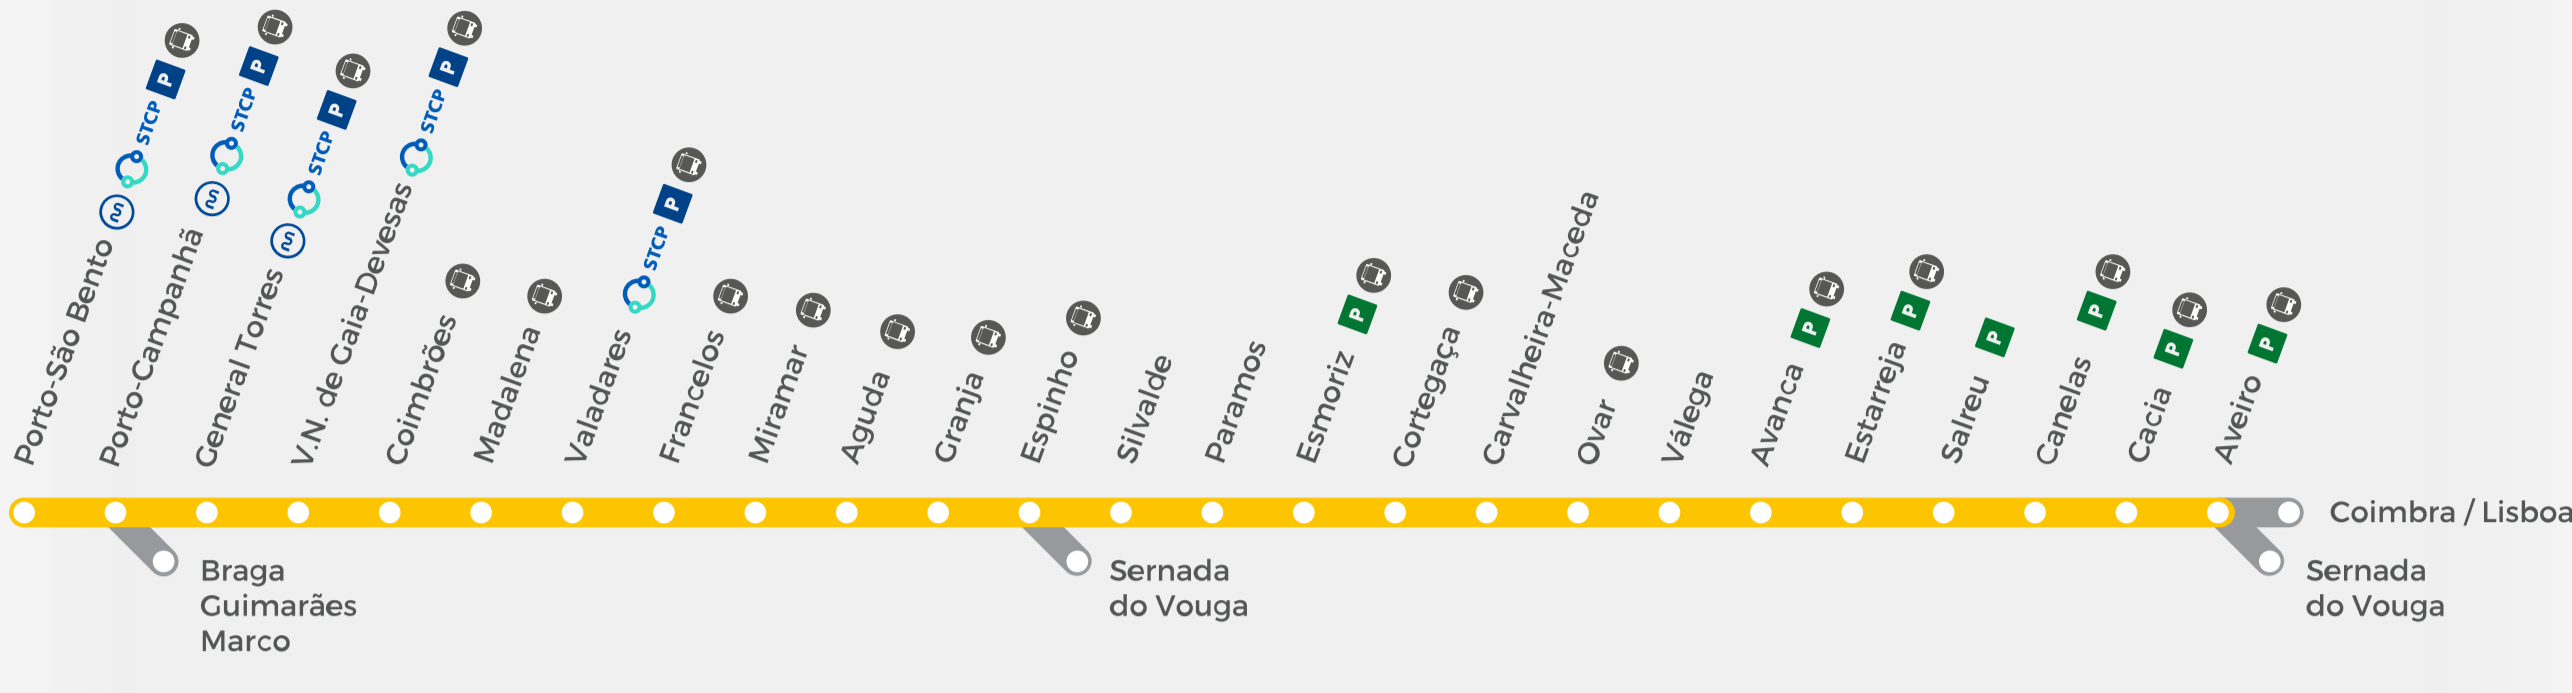 Porto-São Bento STCP P
Porto-Campanhã STCP P
General Torres STCP P
V.N. de Gaia-Devesas STCP P
Coimbrões
Madalena
Valadares STCP P
Francelos
Miramar
Aguda
Granja
Espinho
Silvalde
Paramos
Esmoriz P
Cortegaça
Carvalheira-Maceda
Ovar
Válega
Avanca P
Estarreja P
Salreu P
Canelas P
Cacia P
Aveiro P
Coimbra / Lisboa
Braga
Guimarães
Marco
Sernada
do Vouga
Sernada
do Vouga